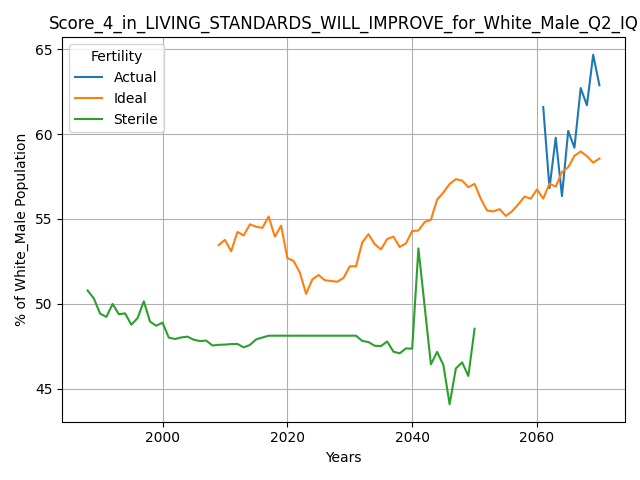 Score_4_in_LIVING_STANDARDS_WILL_IMPROVE_for_White_Male_Q2_IQ
Fertility
Actual
Ideal
Sterile
% of White_Male Population
65
60
55
50
45
2000
2020
2040
2060
Years